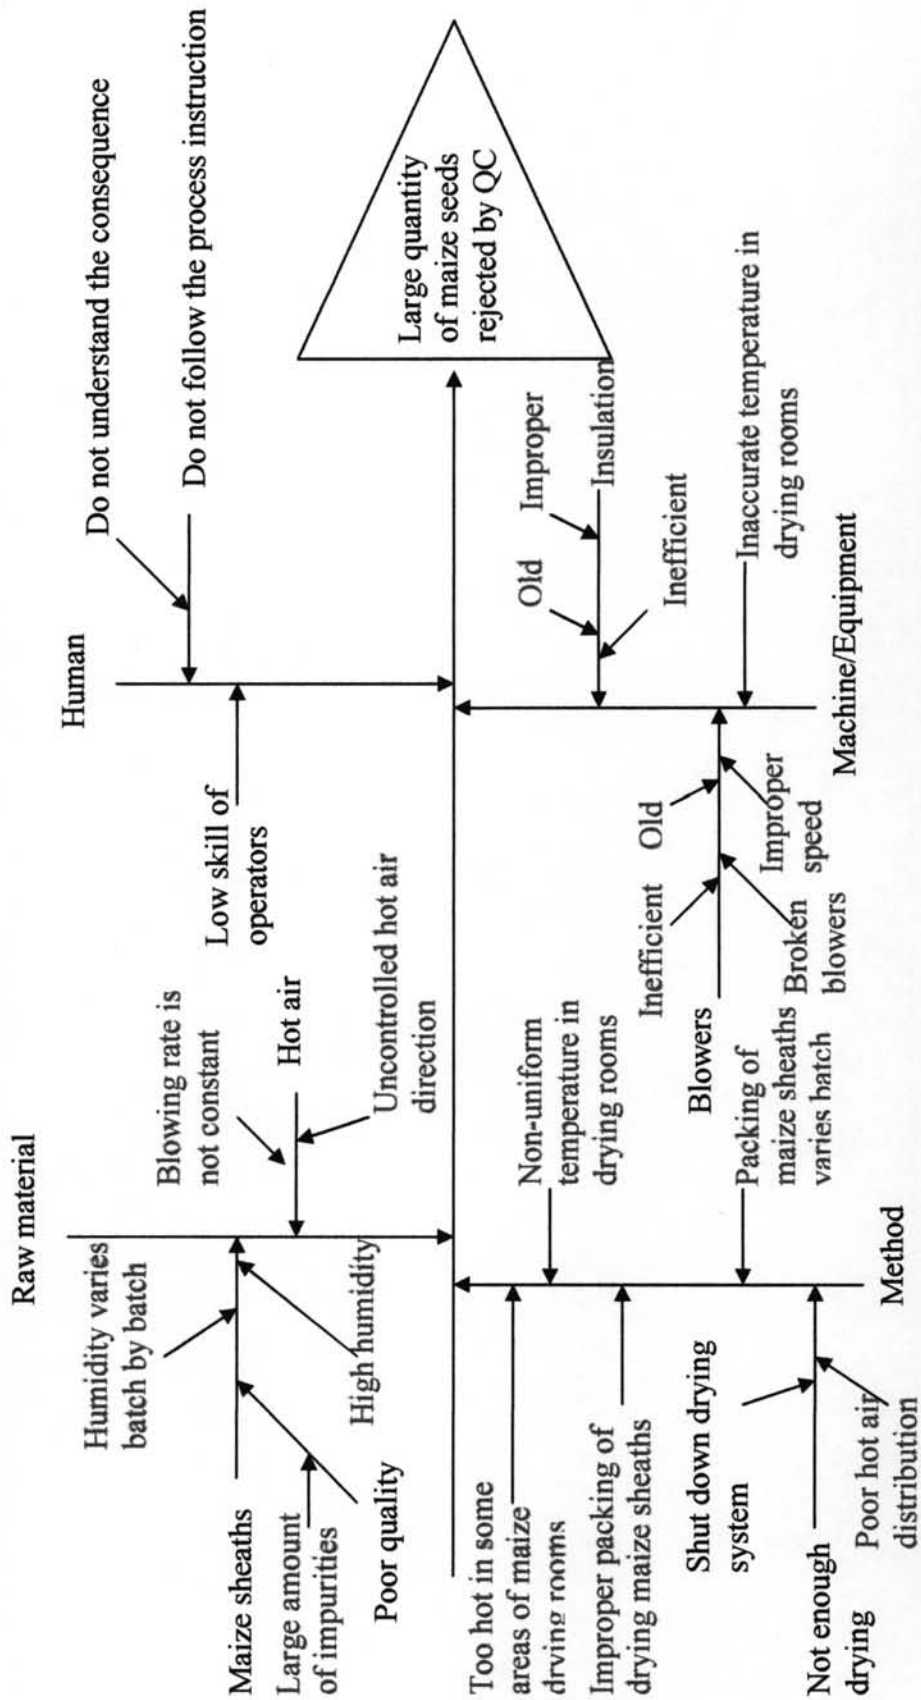 Raw material
Human
Humidity varies
batch by batch
Maize sheaths
Large amount
of impurities
Poor quality
High humidity
Blowing rate is
not constant
Hot air
Uncontrolled hot air
direction
Low skill of
operators
Do not understand the consequence
Do not follow the process instruction
Large quantity
of maize seeds
rejected by QC
Too hot in some
areas of maize
drying rooms
Improper packing of
drying maize sheaths
Shut down drying
system
Not enough
drying
Poor hot air
distribution
Non-uniform
temperature in
drying rooms
Packing of
maize sheaths
varies batch
Method
Blowers
Inefficient
Old
Broken
blowers
Improper
speed
Old
Improper
Insulation
Inefficient
Inaccurate temperature in
drying rooms
Machine/Equipment